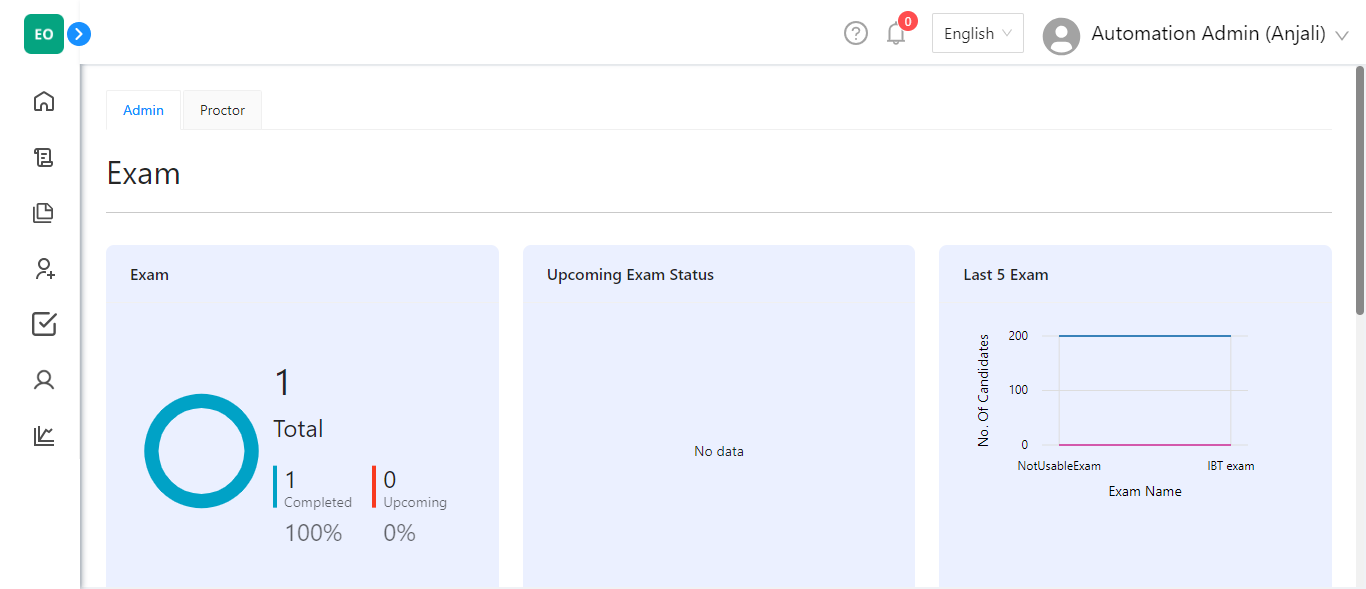 EO
0
English
Automation Admin (Anjali)
Admin
Proctor
Exam
Exam
1
Total
1
Completed
100%
0
Upcoming
0%
Upcoming Exam Status
No data
Last 5 Exam
No. Of Candidates
200
100
0
NotUsableExam
IBT exam
Exam Name